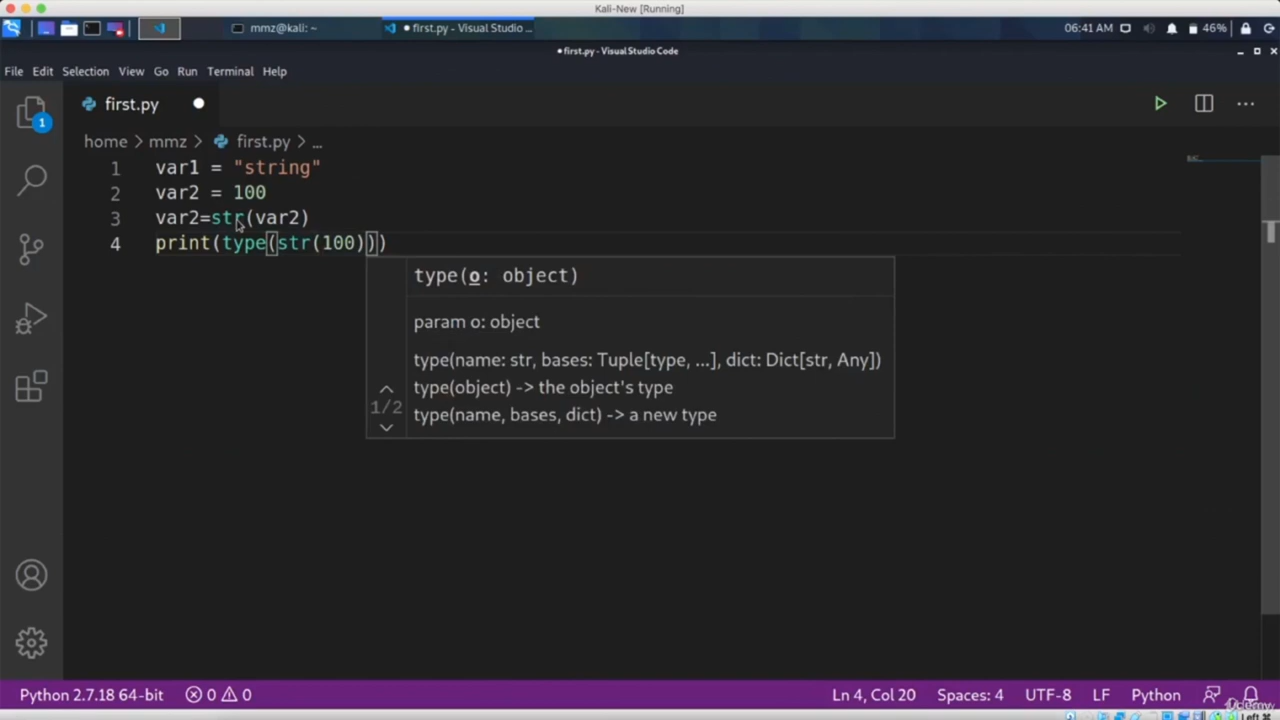 Kali-New [Running]
mmz@kali: ~
first.py - Visual Studio ...
06:41 AM
46%
first.py - Visual Studio Code
File Edit Selection View Go Run Terminal Help
first.py
home > mmz > first.py > ...
1 var1 = "string"
2 var2 = 100
3 var2=str(var2)
4 print(type(str(100)))
type(o: object)
param o: object
type(name: str, bases: Tuple[type, ...], dict: Dict[str, Any])
type(object) -> the object's type
1/2
type(name, bases, dict) -> a new type
1
Python 2.7.18 64-bit 0 0 Ln 4, Col 20 Spaces: 4 UTF-8 LF Python
Udemy
Left ⌘